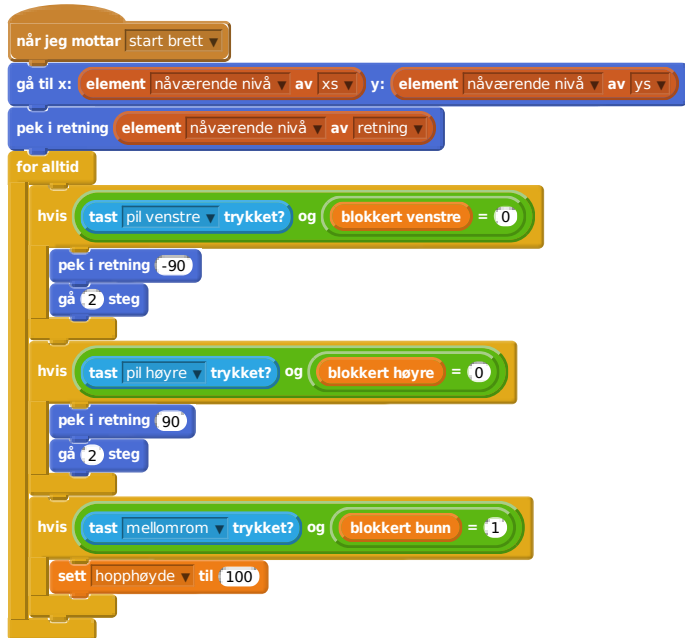 når jeg mottar start brett
gå til x: element nåværende nivå av xs y: element nåværende nivå av ys
pek i retning element nåværende nivå av retning
for alltid
hvis tast pil venstre trykket? og blokkert venstre = 0
pek i retning -90
gå 2 steg
hvis tast pil høyre trykket? og blokkert høyre = 0
pek i retning 90
gå 2 steg
hvis tast mellomrom trykket? og blokkert bunn = 1
sett hopphøyde til 100